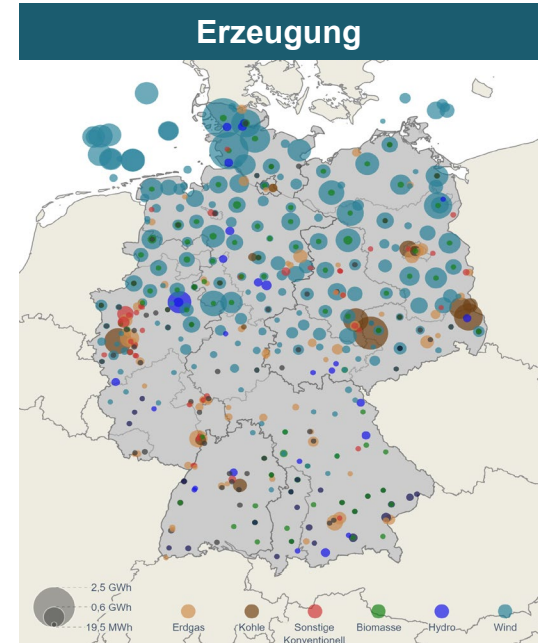 Erzeugung
2,5 GWh
0,6 GWh
19,5 MWh
Erdgas Kohle Sonstige Biomasse Hydro Wind
Konventionell